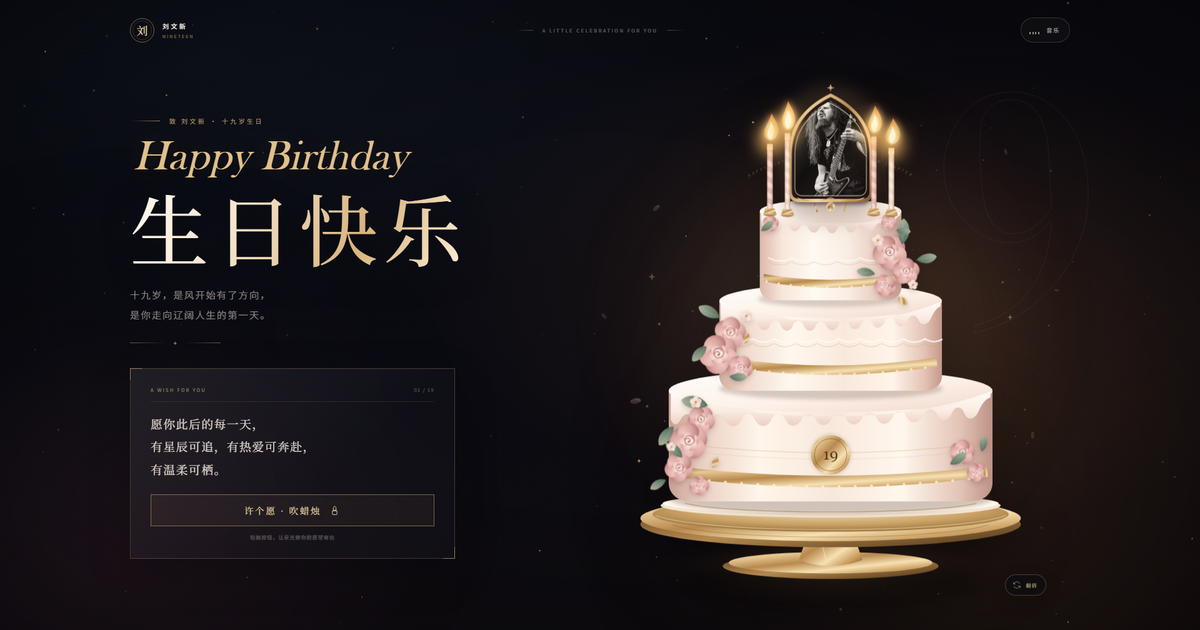 刘
刘文新
NINETEEN
A LITTLE CELEBRATION FOR YOU
音乐
致 刘文新 · 十九岁生日
Happy Birthday
生日快乐
十九岁，是风开始有了方向，
是你走向辽阔人生的第一天。
A WISH FOR YOU
01 / 19
愿你此后的每一天，
有星辰可追，有热爱可奔赴，
有温柔可栖。
许个愿 · 吹蜡烛
19